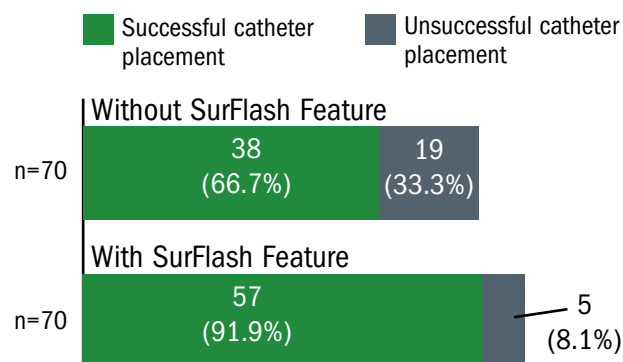 Successful catheter
placement
Unsuccessful catheter
placement
Without SurFlash Feature
n=70
38
(66.7%)
19
(33.3%)
With SurFlash Feature
n=70
57
(91.9%)
5
(8.1%)